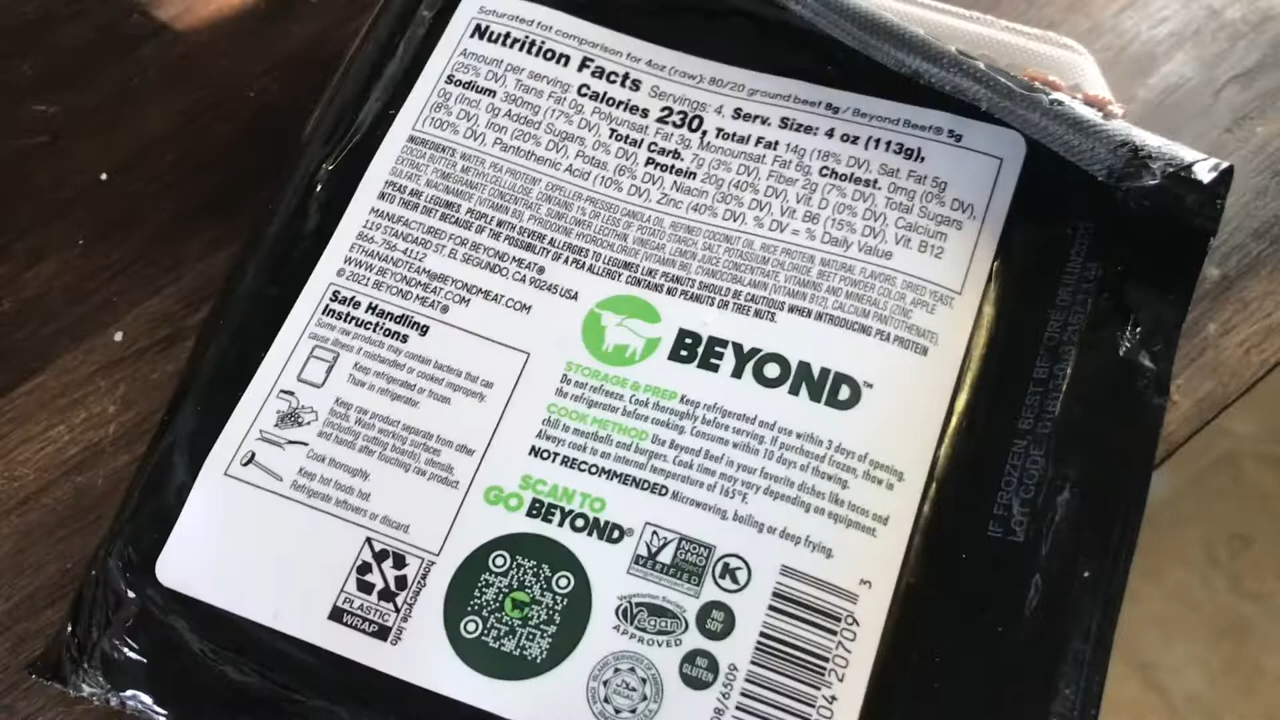 Saturated fat comparison for 4oz (raw): 80/20 ground beef 8g / Beyond Beef® 5g
Nutrition Facts Servings: 4, Serv. Size: 4 oz (113g),
Amount per serving: Calories 230, Total Fat 14g (18% DV), Sat. Fat 5g
(25% DV), Trans Fat 0g, Polyunsat. Fat 3g, Monounsat. Fat 6g, Cholest. 0mg (0% DV),
Sodium 390mg (17% DV), Total Carb. 7g (3% DV), Fiber 2g (7% DV), Total Sugars
0g (Incl. 0g Added Sugars, 0% DV), Protein 20g (40% DV), Vit. D (0% DV), Calcium
(8% DV), Iron (20% DV), Potas. (6% DV), Niacin (30% DV), Vit. B6 (15% DV), Vit. B12
(100% DV), Pantothenic Acid (10% DV), Zinc (40% DV). % DV = % Daily Value
INGREDIENTS: WATER, PEA PROTEIN†, EXPELLER-PRESSED CANOLA OIL, REFINED COCONUT OIL, RICE PROTEIN, NATURAL FLAVORS, DRIED YEAST,
COCOA BUTTER, METHYLCELLULOSE, CONTAINS 1% OR LESS OF POTATO STARCH, SALT, POTASSIUM CHLORIDE, BEET POWDER COLOR, APPLE
EXTRACT, POMEGRANATE CONCENTRATE, SUNFLOWER LECITHIN, VINEGAR, LEMON JUICE CONCENTRATE, VITAMINS AND MINERALS (ZINC
SULFATE, NIACINAMIDE [VITAMIN B3], PYRIDOXINE HYDROCHLORIDE [VITAMIN B6], CYANOCOBALAMIN [VITAMIN B12], CALCIUM PANTOTHENATE).
†PEAS ARE LEGUMES. PEOPLE WITH SEVERE ALLERGIES TO LEGUMES LIKE PEANUTS SHOULD BE CAUTIOUS WHEN INTRODUCING PEA PROTEIN
INTO THEIR DIET BECAUSE OF THE POSSIBILITY OF A PEA ALLERGY. CONTAINS NO PEANUTS OR TREE NUTS.
MANUFACTURED FOR BEYOND MEAT®
119 STANDARD ST, EL SEGUNDO, CA 90245 USA
866-756-4112
ETHANANDTEAM@BEYONDMEAT.COM
WWW.BEYONDMEAT.COM
© 2021 BEYOND MEAT®
Safe Handling
Instructions
Some raw products may contain bacteria that can
cause illness if mishandled or cooked improperly.
Keep refrigerated or frozen.
Thaw in refrigerator.
Keep raw product separate from other
foods. Wash working surfaces
(including cutting boards), utensils,
and hands after touching raw product.
Cook thoroughly.
Keep hot foods hot.
Refrigerate leftovers or discard.
BEYOND™
STORAGE & PREP Keep refrigerated and use within 3 days of opening.
Do not refreeze. Cook thoroughly before serving. If purchased frozen, thaw in
the refrigerator before cooking. Consume within 10 days of thawing.
COOK METHOD Use Beyond Beef in your favorite dishes like tacos and
chili to meatballs and burgers. Cook time may vary depending on equipment.
Always cook to an internal temperature of 165°F.
NOT RECOMMENDED Microwaving, boiling or deep frying.
SCAN TO
GO BEYOND®
PLASTIC
WRAP
how2recycle.info
NON
GMO
Project
VERIFIED
nongmoproject.org
K
Vegetarian Society
Vegan
APPROVED
NO
SOY
NO
GLUTEN
ISLAMIC SERVICES OF AMERICA
HALAL
04 20709 3
08/6509
IF FROZEN, BEST BEFORE
LOT CODE: